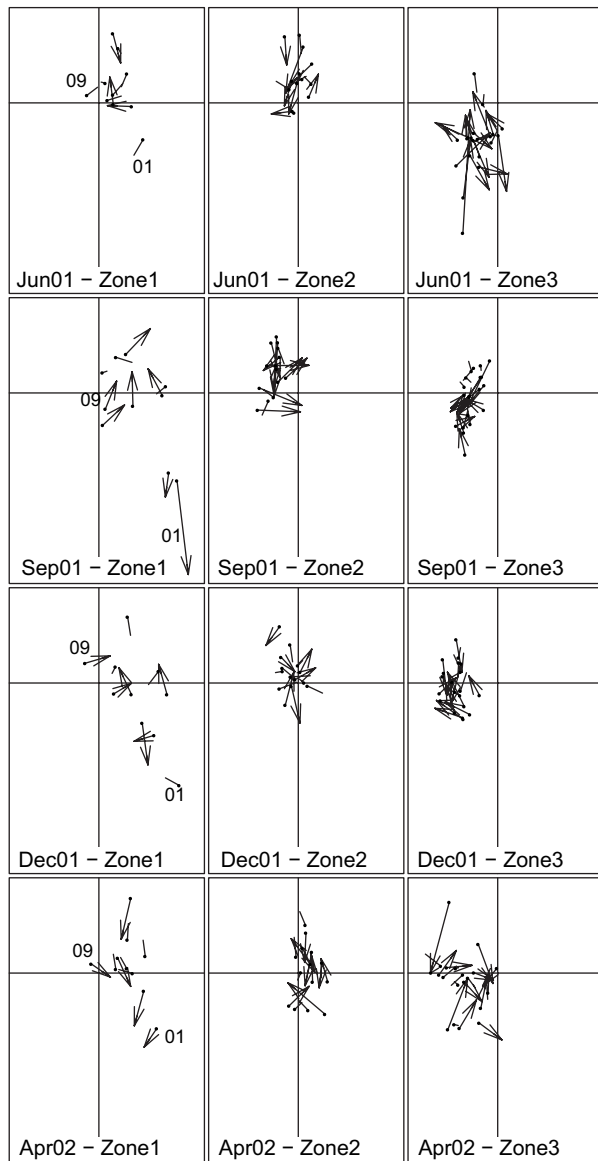 09
01
Jun01 – Zone1
Jun01 – Zone2
Jun01 – Zone3
09
01
Sep01 – Zone1
Sep01 – Zone2
Sep01 – Zone3
09
01
Dec01 – Zone1
Dec01 – Zone2
Dec01 – Zone3
09
01
Apr02 – Zone1
Apr02 – Zone2
Apr02 – Zone3